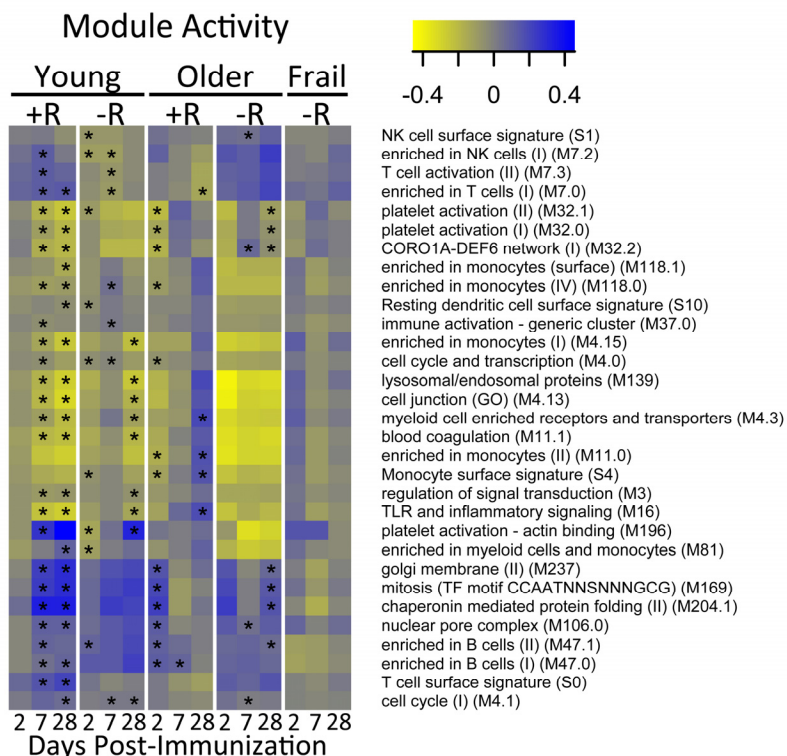 Module Activity
Young Older Frail
+R -R +R -R -R
-0.4 0 0.4
NK cell surface signature (S1)
enriched in NK cells (I) (M7.2)
T cell activation (II) (M7.3)
enriched in T cells (I) (M7.0)
platelet activation (II) (M32.1)
platelet activation (I) (M32.0)
CORO1A-DEF6 network (I) (M32.2)
enriched in monocytes (surface) (M118.1)
enriched in monocytes (IV) (M118.0)
Resting dendritic cell surface signature (S10)
immune activation - generic cluster (M37.0)
enriched in monocytes (I) (M4.15)
cell cycle and transcription (M4.0)
lysosomal/endosomal proteins (M139)
cell junction (GO) (M4.13)
myeloid cell enriched receptors and transporters (M4.3)
blood coagulation (M11.1)
enriched in monocytes (II) (M11.0)
Monocyte surface signature (S4)
regulation of signal transduction (M3)
TLR and inflammatory signaling (M16)
platelet activation - actin binding (M196)
enriched in myeloid cells and monocytes (M81)
golgi membrane (II) (M237)
mitosis (TF motif CCAATNNSNNNGCG) (M169)
chaperonin mediated protein folding (II) (M204.1)
nuclear pore complex (M106.0)
enriched in B cells (II) (M47.1)
enriched in B cells (I) (M47.0)
T cell surface signature (S0)
cell cycle (I) (M4.1)
2 7 28 2 7 28 2 7 28 2 7 28 2 7 28
Days Post-Immunization